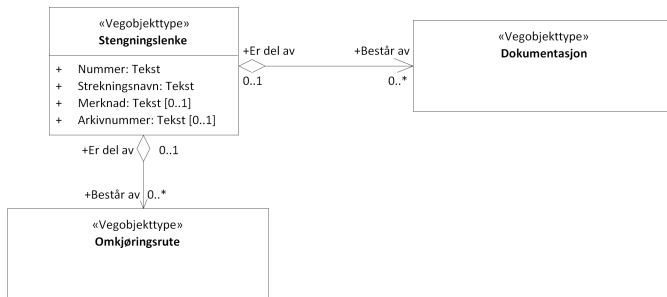 «Vegobjekttype»
Stengningslenke
+ Nummer: Tekst
+ Strekningsnavn: Tekst
+ Merknad: Tekst [0..1]
+ Arkivnummer: Tekst [0..1]
+Er del av
0..1
+Består av
0..*
«Vegobjekttype»
Dokumentasjon
+Er del av 0..1
+Består av 0..*
«Vegobjekttype»
Omkjøringsrute